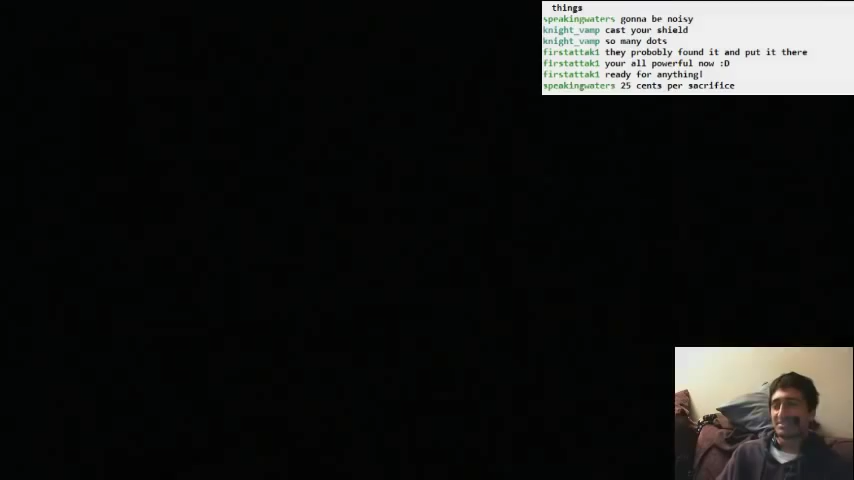 things
speakingwaters gonna be noisy
knight_vamp cast your shield
knight_vamp so many dots
firstattak1 they probobly found it and put it there
firstattak1 your all powerful now :D
firstattak1 ready for anything!
speakingwaters 25 cents per sacrifice